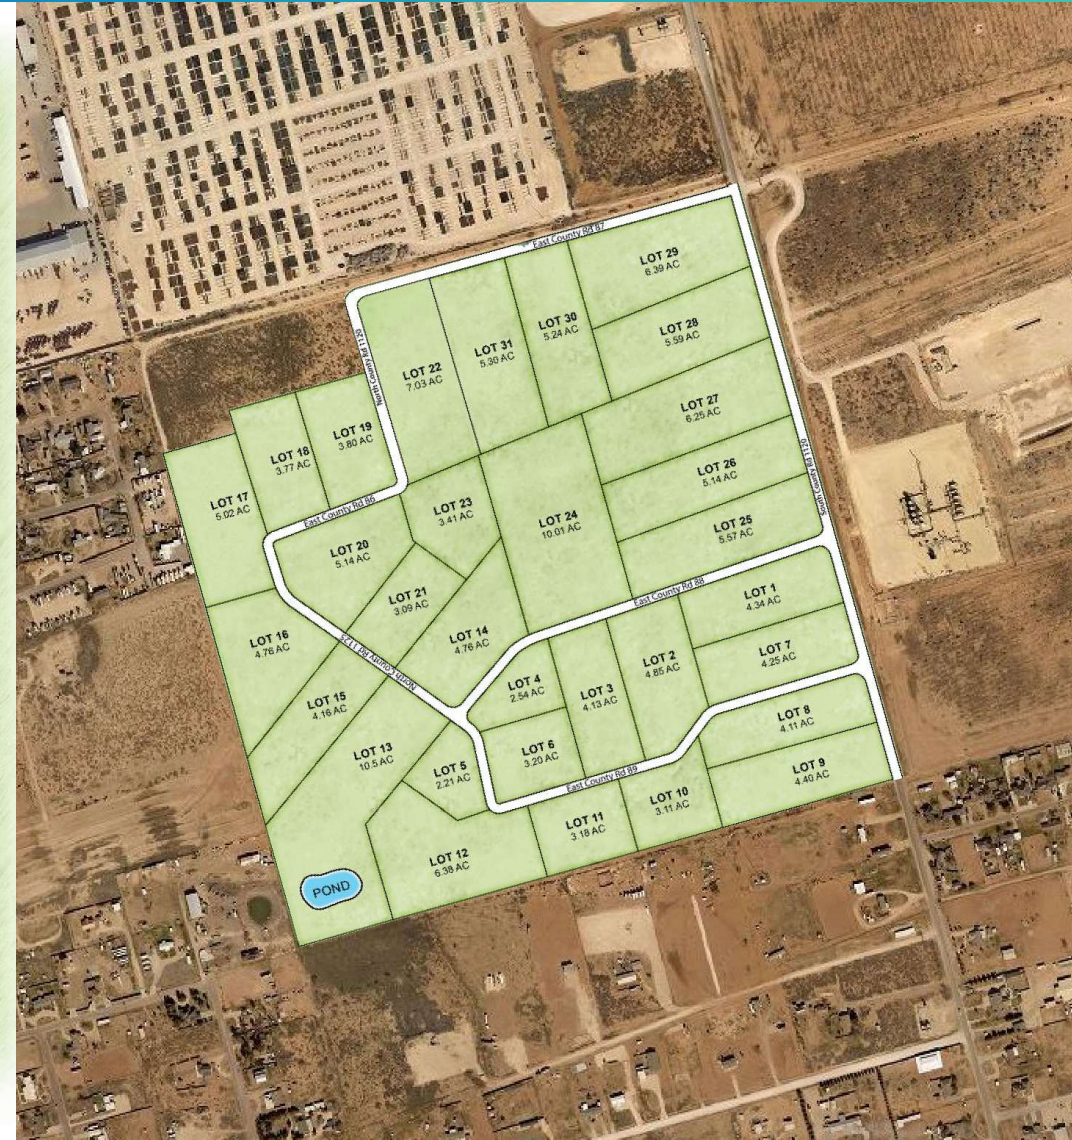 East County Rd 87
LOT 29
6.39 AC
LOT 30
5.24 AC
LOT 28
5.59 AC
LOT 31
5.30 AC
North County Rd 1120
LOT 22
7.03 AC
LOT 27
6.25 AC
LOT 19
3.80 AC
LOT 18
3.77 AC
South County Rd 1120
LOT 26
5.14 AC
LOT 17
5.02 AC
East County Rd 86
LOT 23
3.41 AC
LOT 24
10.01 AC
LOT 25
5.57 AC
LOT 20
5.14 AC
LOT 21
3.09 AC
East County Rd 88
LOT 1
4.34 AC
LOT 16
4.76 AC
North County Rd 1125
LOT 14
4.76 AC
LOT 2
4.85 AC
LOT 7
4.25 AC
LOT 4
2.54 AC
LOT 3
4.13 AC
LOT 15
4.16 AC
LOT 8
4.11 AC
LOT 13
10.5 AC
LOT 6
3.20 AC
LOT 5
2.21 AC
East County Rd 89
LOT 9
4.40 AC
LOT 10
3.11 AC
LOT 11
3.18 AC
LOT 12
6.38 AC
POND